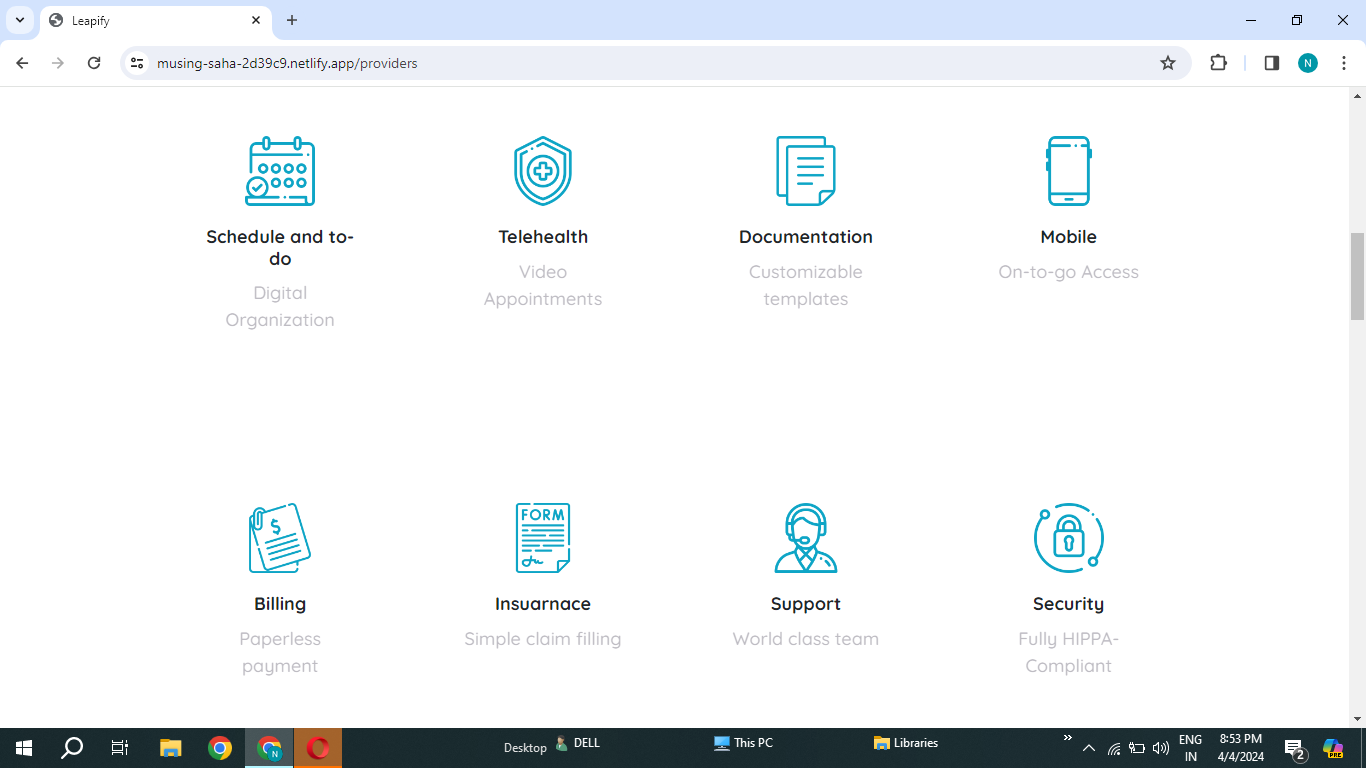 Leapify
musing-saha-2d39c9.netlify.app/providers
N
Schedule and to-
do
Digital
Organization
Telehealth
Video
Appointments
Documentation
Customizable
templates
Mobile
On-to-go Access
$
Billing
Paperless
payment
FORM
Insuarnace
Simple claim filling
Support
World class team
Security
Fully HIPPA-
Compliant
N
Desktop
DELL
This PC
Libraries
»
ENG
IN
8:53 PM
4/4/2024
2
PRE